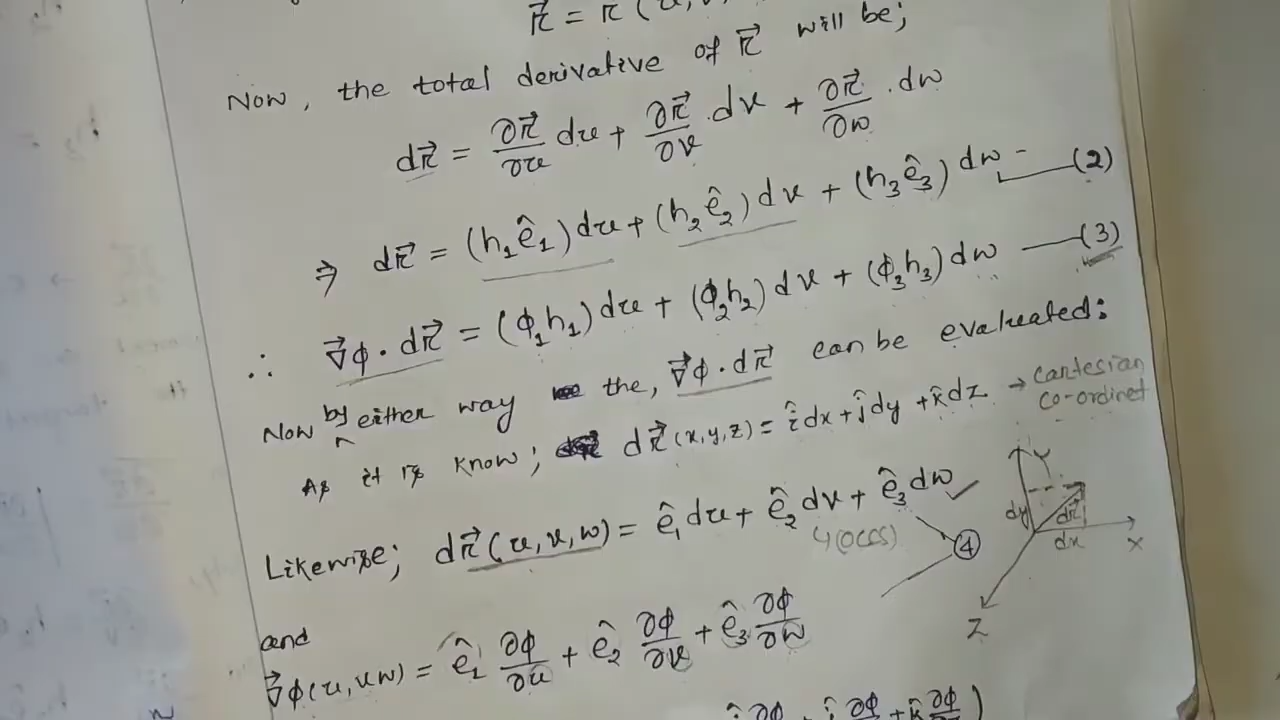 r⃗ = r⃗ (u,
Now, the total derivative of r⃗ will be;
dr⃗ = ∂r⃗/∂u du + ∂r⃗/∂v . dv + ∂r⃗/∂w . dw
⇒ dr⃗ = (h₁ê₁) du + (h₂ê₂) dv + (h₃ê₃) dw — (2)
∴ ∇⃗ϕ · dr⃗ = (ϕ₁h₁) du + (ϕ₂h₂) dv + (ϕ₃h₃) dw — (3)
Now by either way the, ∇⃗ϕ · dr⃗ can be evaluated:
As it is know; dr⃗ (x,y,z) = îdx + ĵdy + k̂dz → cartesian co-ordinet
Likewise; dr⃗ (u, v, w) = ê₁du + ê₂dv + ê₃dw ✓
④
Y
dy
dr⃗
dx
X
Z
and
∇⃗ϕ(u, v w) = ê₁ ∂ϕ/∂u + ê₂ ∂ϕ/∂v + ê₃ ∂ϕ/∂w
î ∂ϕ + ĵ ∂ϕ + k̂ ∂ϕ )